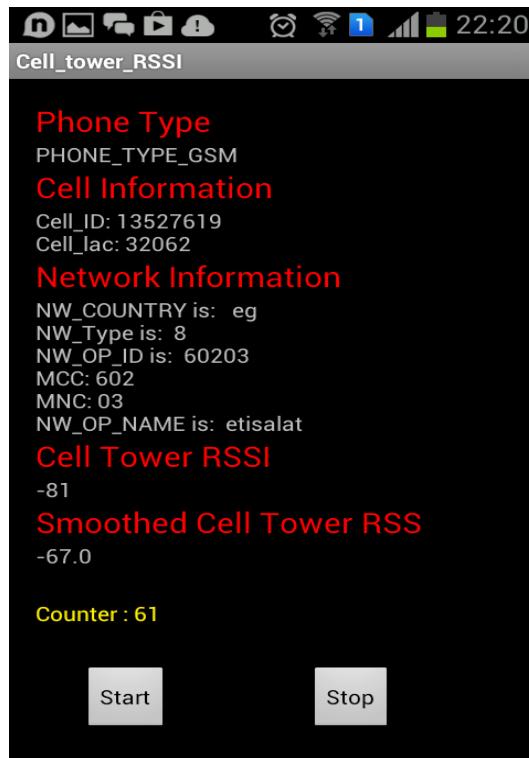 1 22:20
Cell_tower_RSSI
Phone Type
PHONE_TYPE_GSM
Cell Information
Cell_ID: 13527619
Cell_lac: 32062
Network Information
NW_COUNTRY is: eg
NW_Type is: 8
NW_OP_ID is: 60203
MCC: 602
MNC: 03
NW_OP_NAME is: etisalat
Cell Tower RSSI
-81
Smoothed Cell Tower RSS
-67.0
Counter : 61
Start Stop